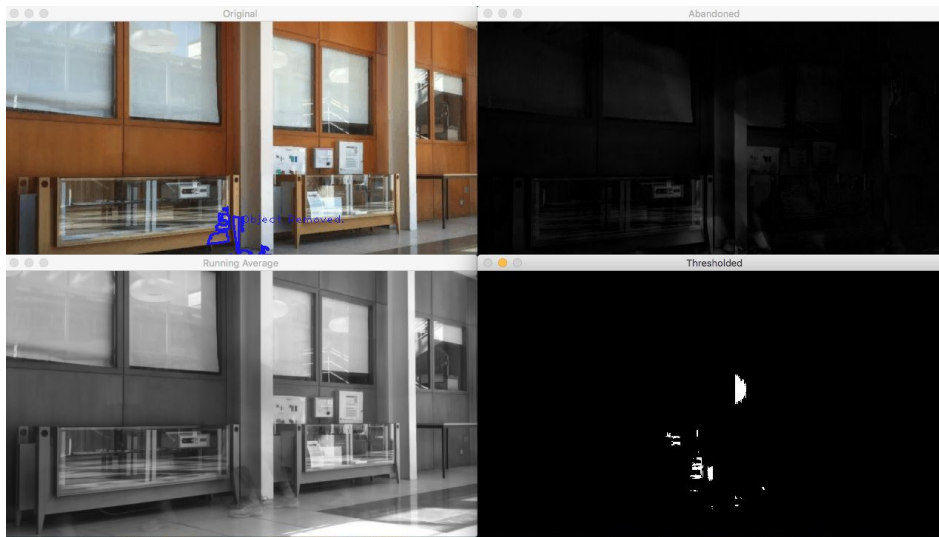 Original
Abandoned
Object Removed.
Running Average
Thresholded